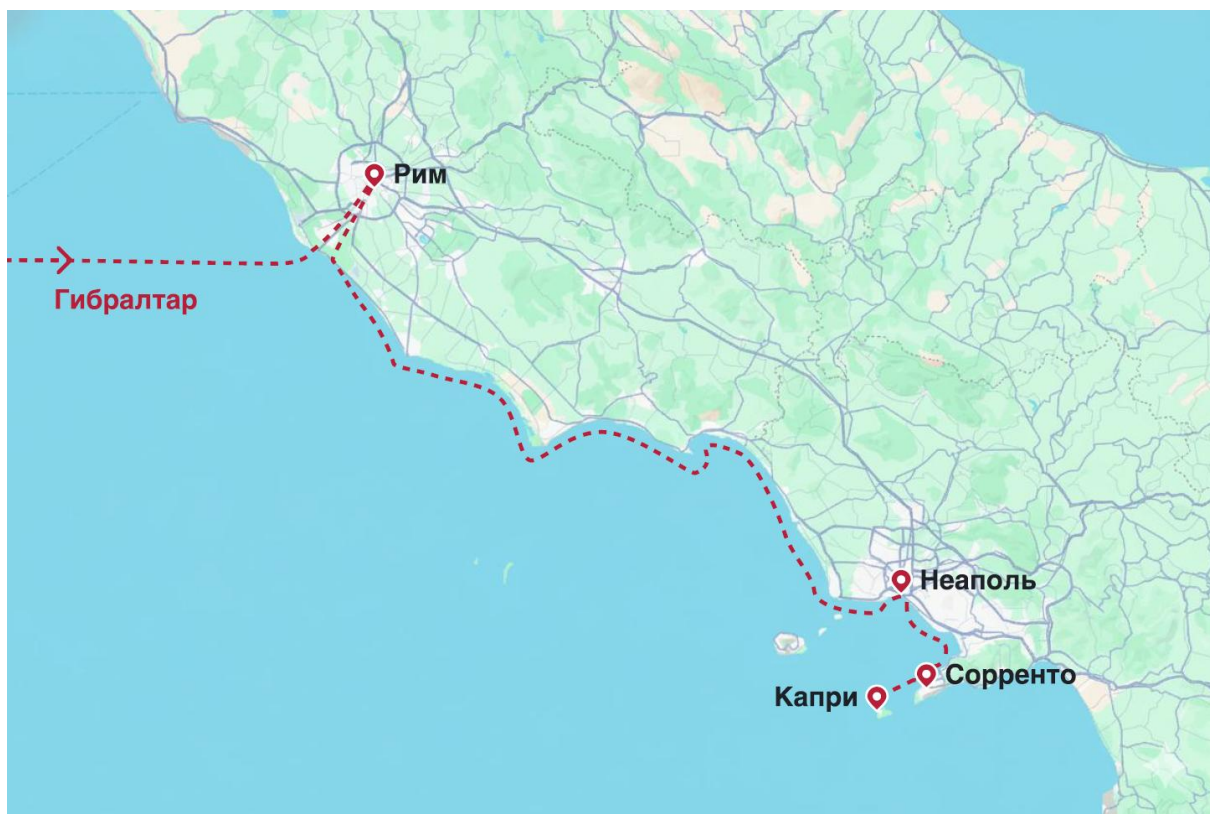 Рим
Гибралтар
Неаполь
Сорренто
Капри